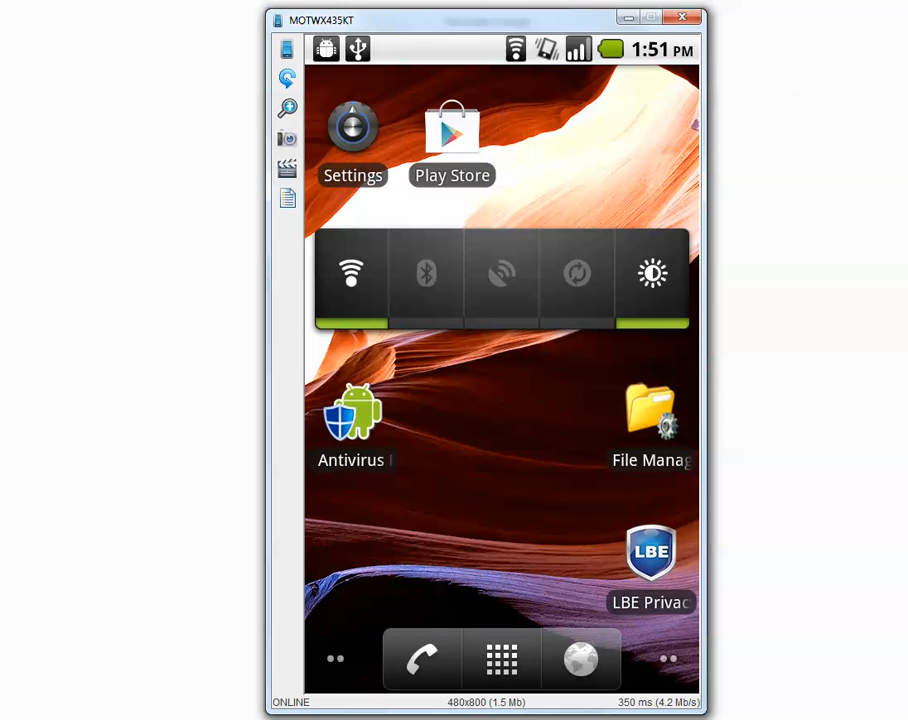 MOTWX435KT
1:51 PM
Settings
Play Store
Antivirus
File Manag
LBE
LBE Privac
ONLINE
480x800 (1.5 Mb)
350 ms (4.2 Mb/s)